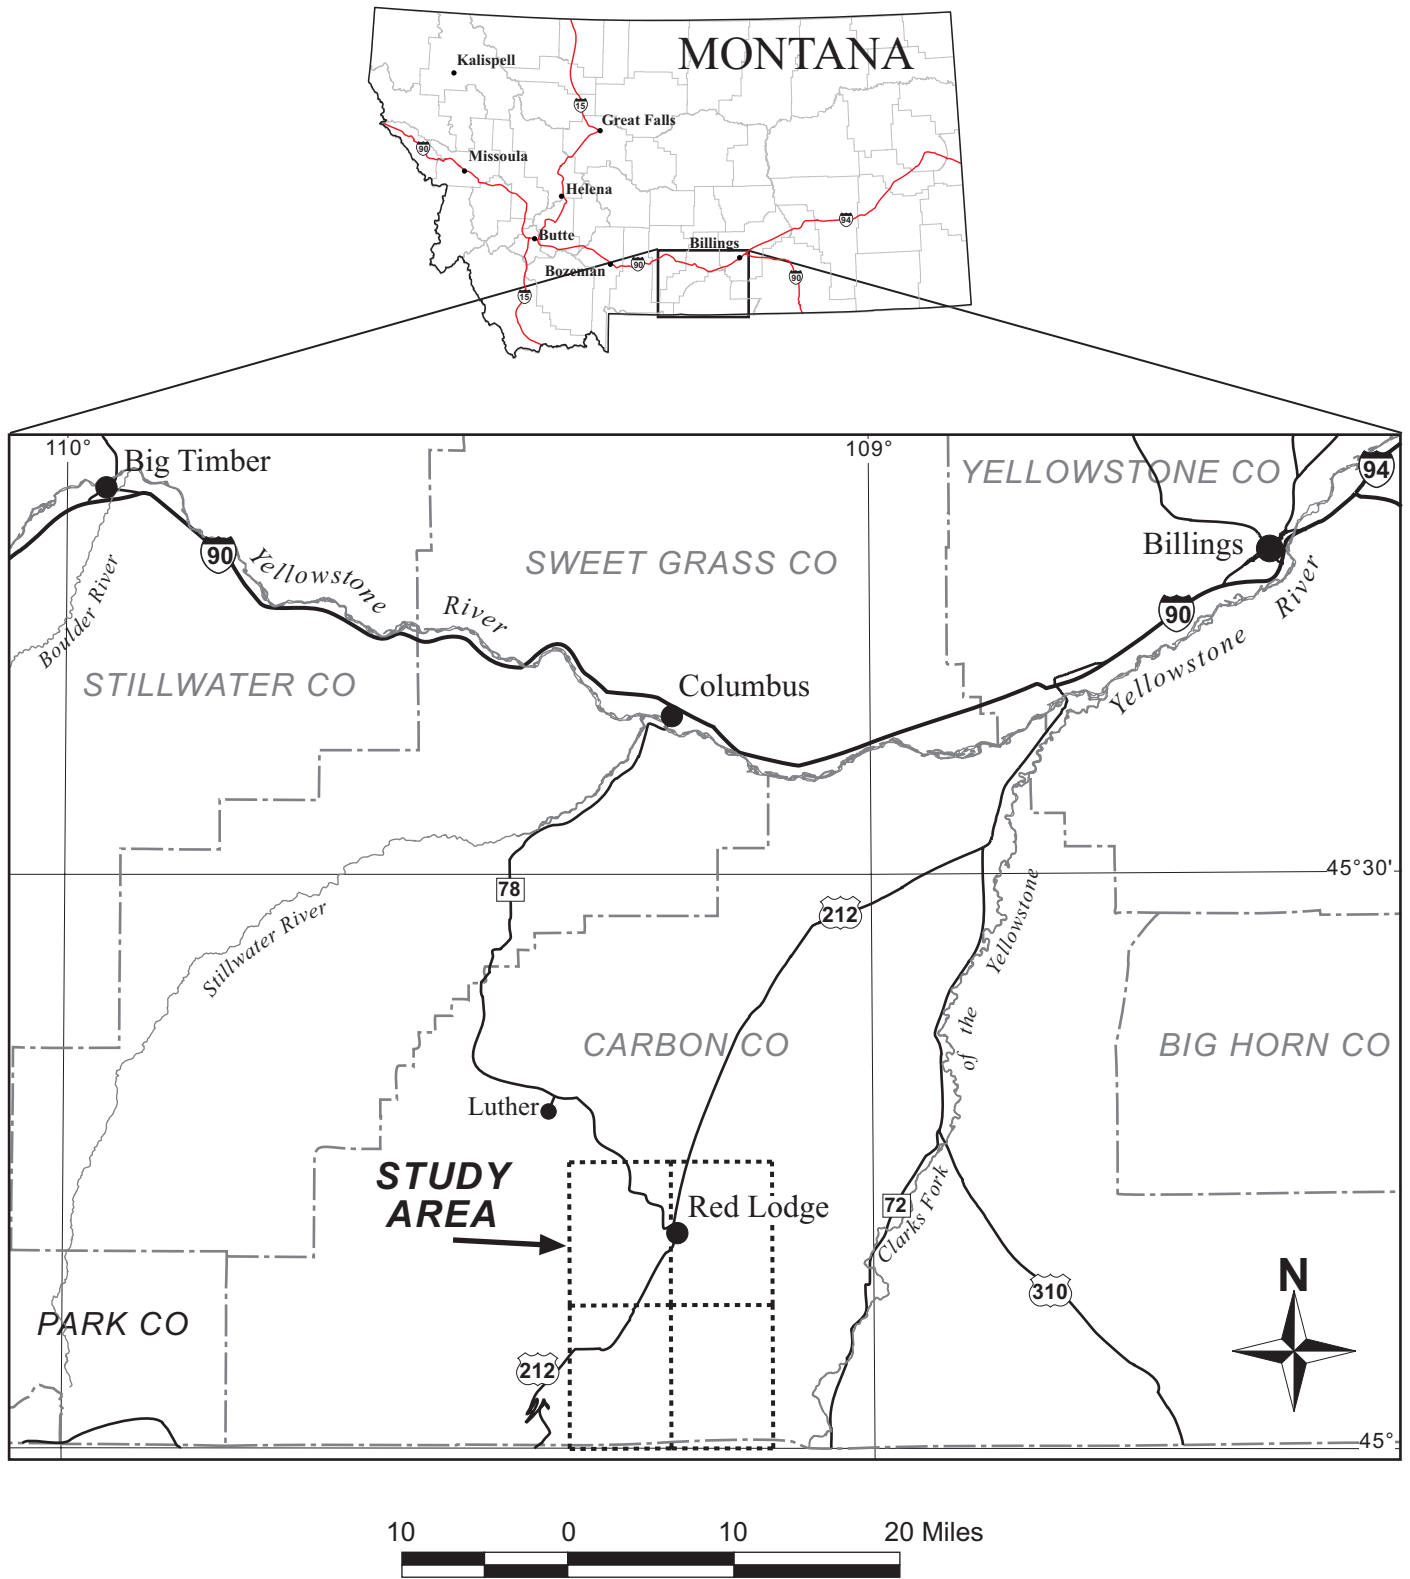 MONTANA
Kalispell
15
Great Falls
90
Missoula
Helena
94
Butte
Billings
Bozeman
90
90
15
110°
109°
Big Timber
YELLOWSTONE CO
94
90
Yellowstone River
SWEET GRASS CO
Billings
Boulder River
90
Yellowstone River
STILLWATER CO
Columbus
45°30'
78
212
Stillwater River
Clarks Fork of the Yellowstone
CARBON CO
BIG HORN CO
Luther
STUDY
AREA
Red Lodge
72
310
N
PARK CO
212
45°
10 0 10 20 Miles